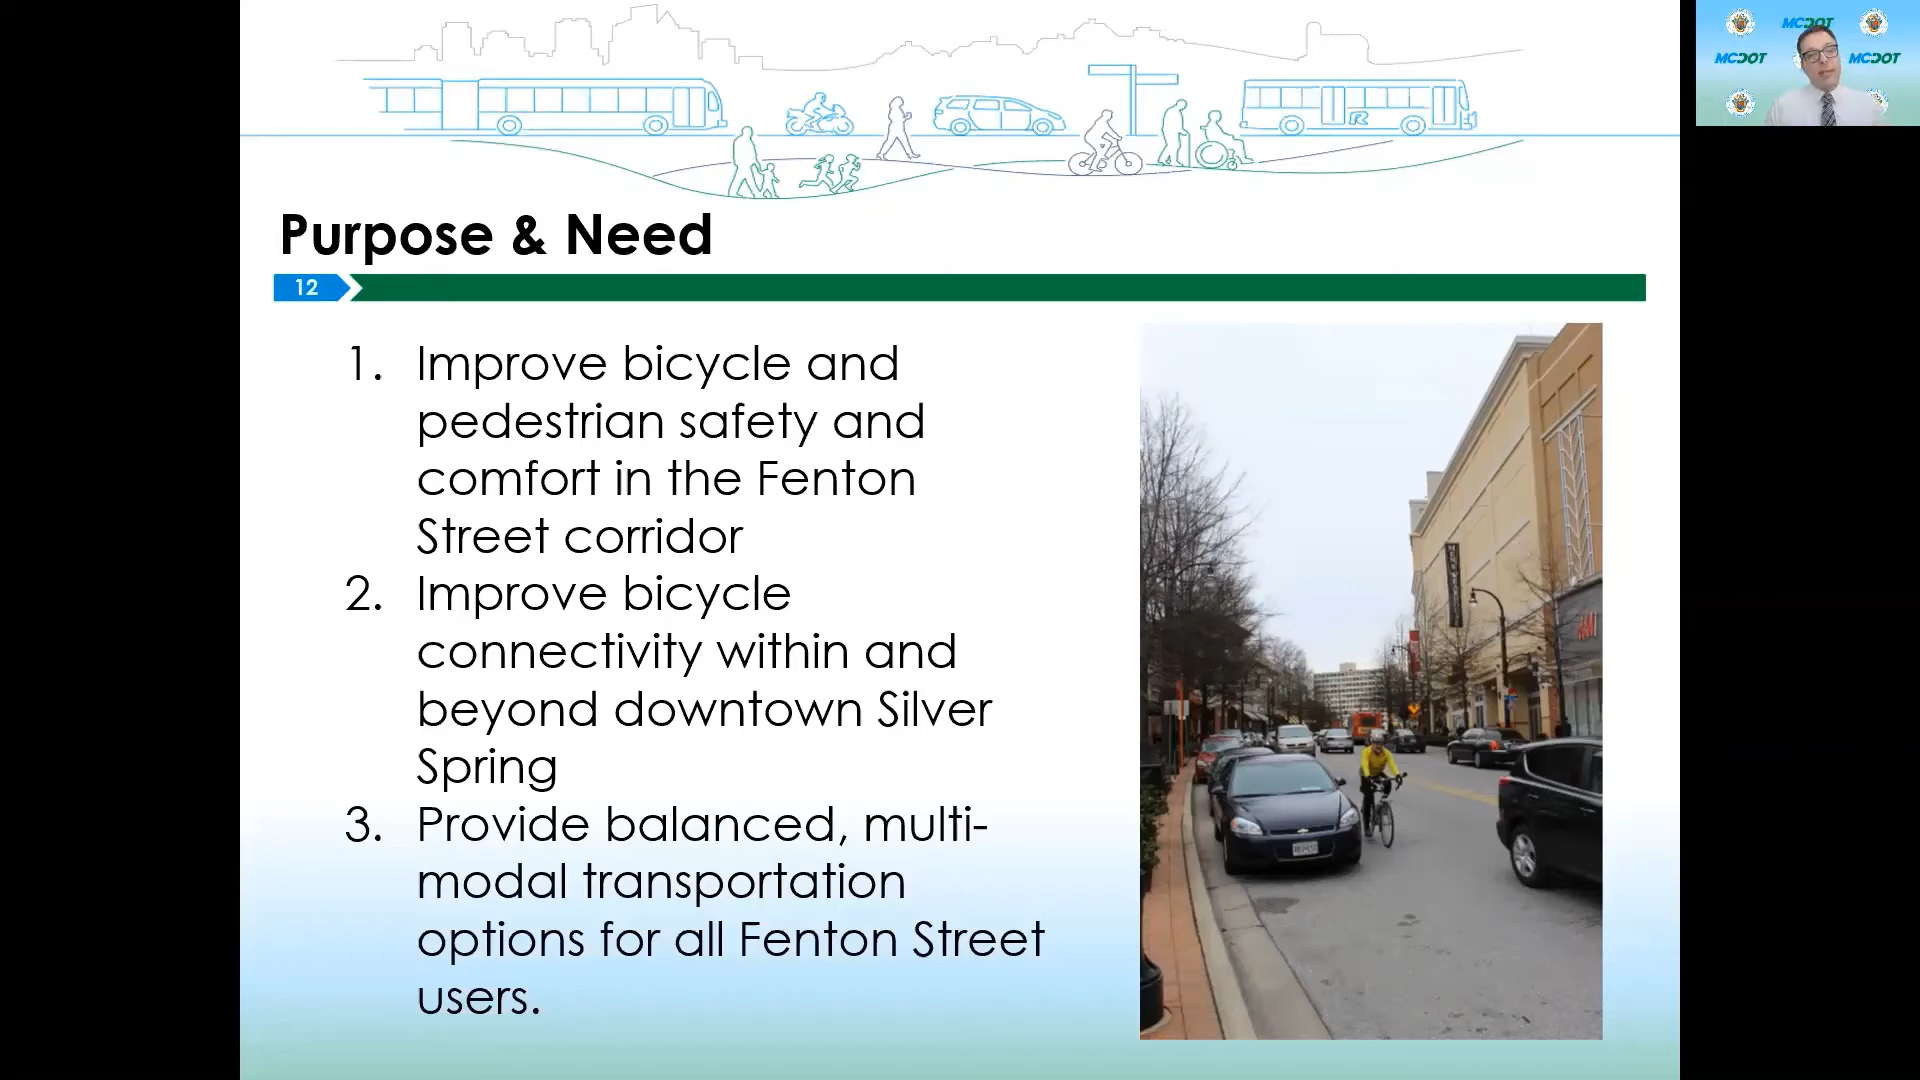 MCDOT
MCDOT
MCDOT
R
Purpose & Need
12
1. Improve bicycle and
pedestrian safety and
comfort in the Fenton
Street corridor
2. Improve bicycle
connectivity within and
beyond downtown Silver
Spring
3. Provide balanced, multi-
modal transportation
options for all Fenton Street
users.
H&M